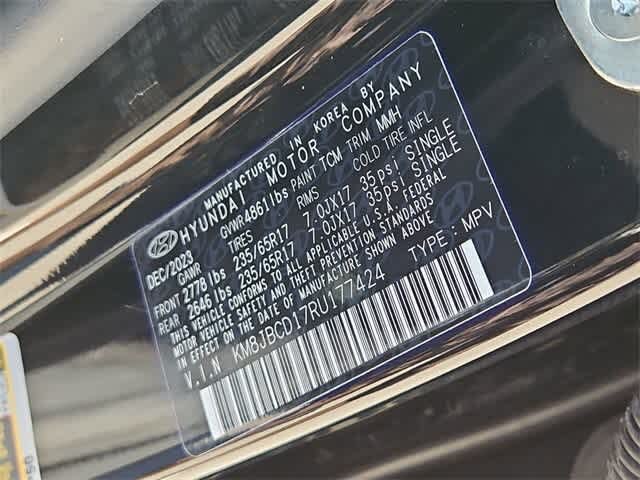 MANUFACTURED IN KOREA BY
HYUNDAI MOTOR COMPANY
DEC/2023 GVWR 4861 lbs PAINT TCM TRIM MMH
GAWR TIRES RIMS COLD TIRE INFL
FRONT 2778 lbs 235/65R17 7.0JX17 35psi SINGLE
REAR 2646 lbs 235/65R17 7.0JX17 35psi SINGLE
THIS VEHICLE CONFORMS TO ALL APPLICABLE U.S.A. FEDERAL
MOTOR VEHICLE SAFETY AND THEFT PREVENTION STANDARDS
IN EFFECT ON THE DATE OF MANUFACTURE SHOWN ABOVE.
V.I.N KM8JBCD17RU177424 TYPE: MPV